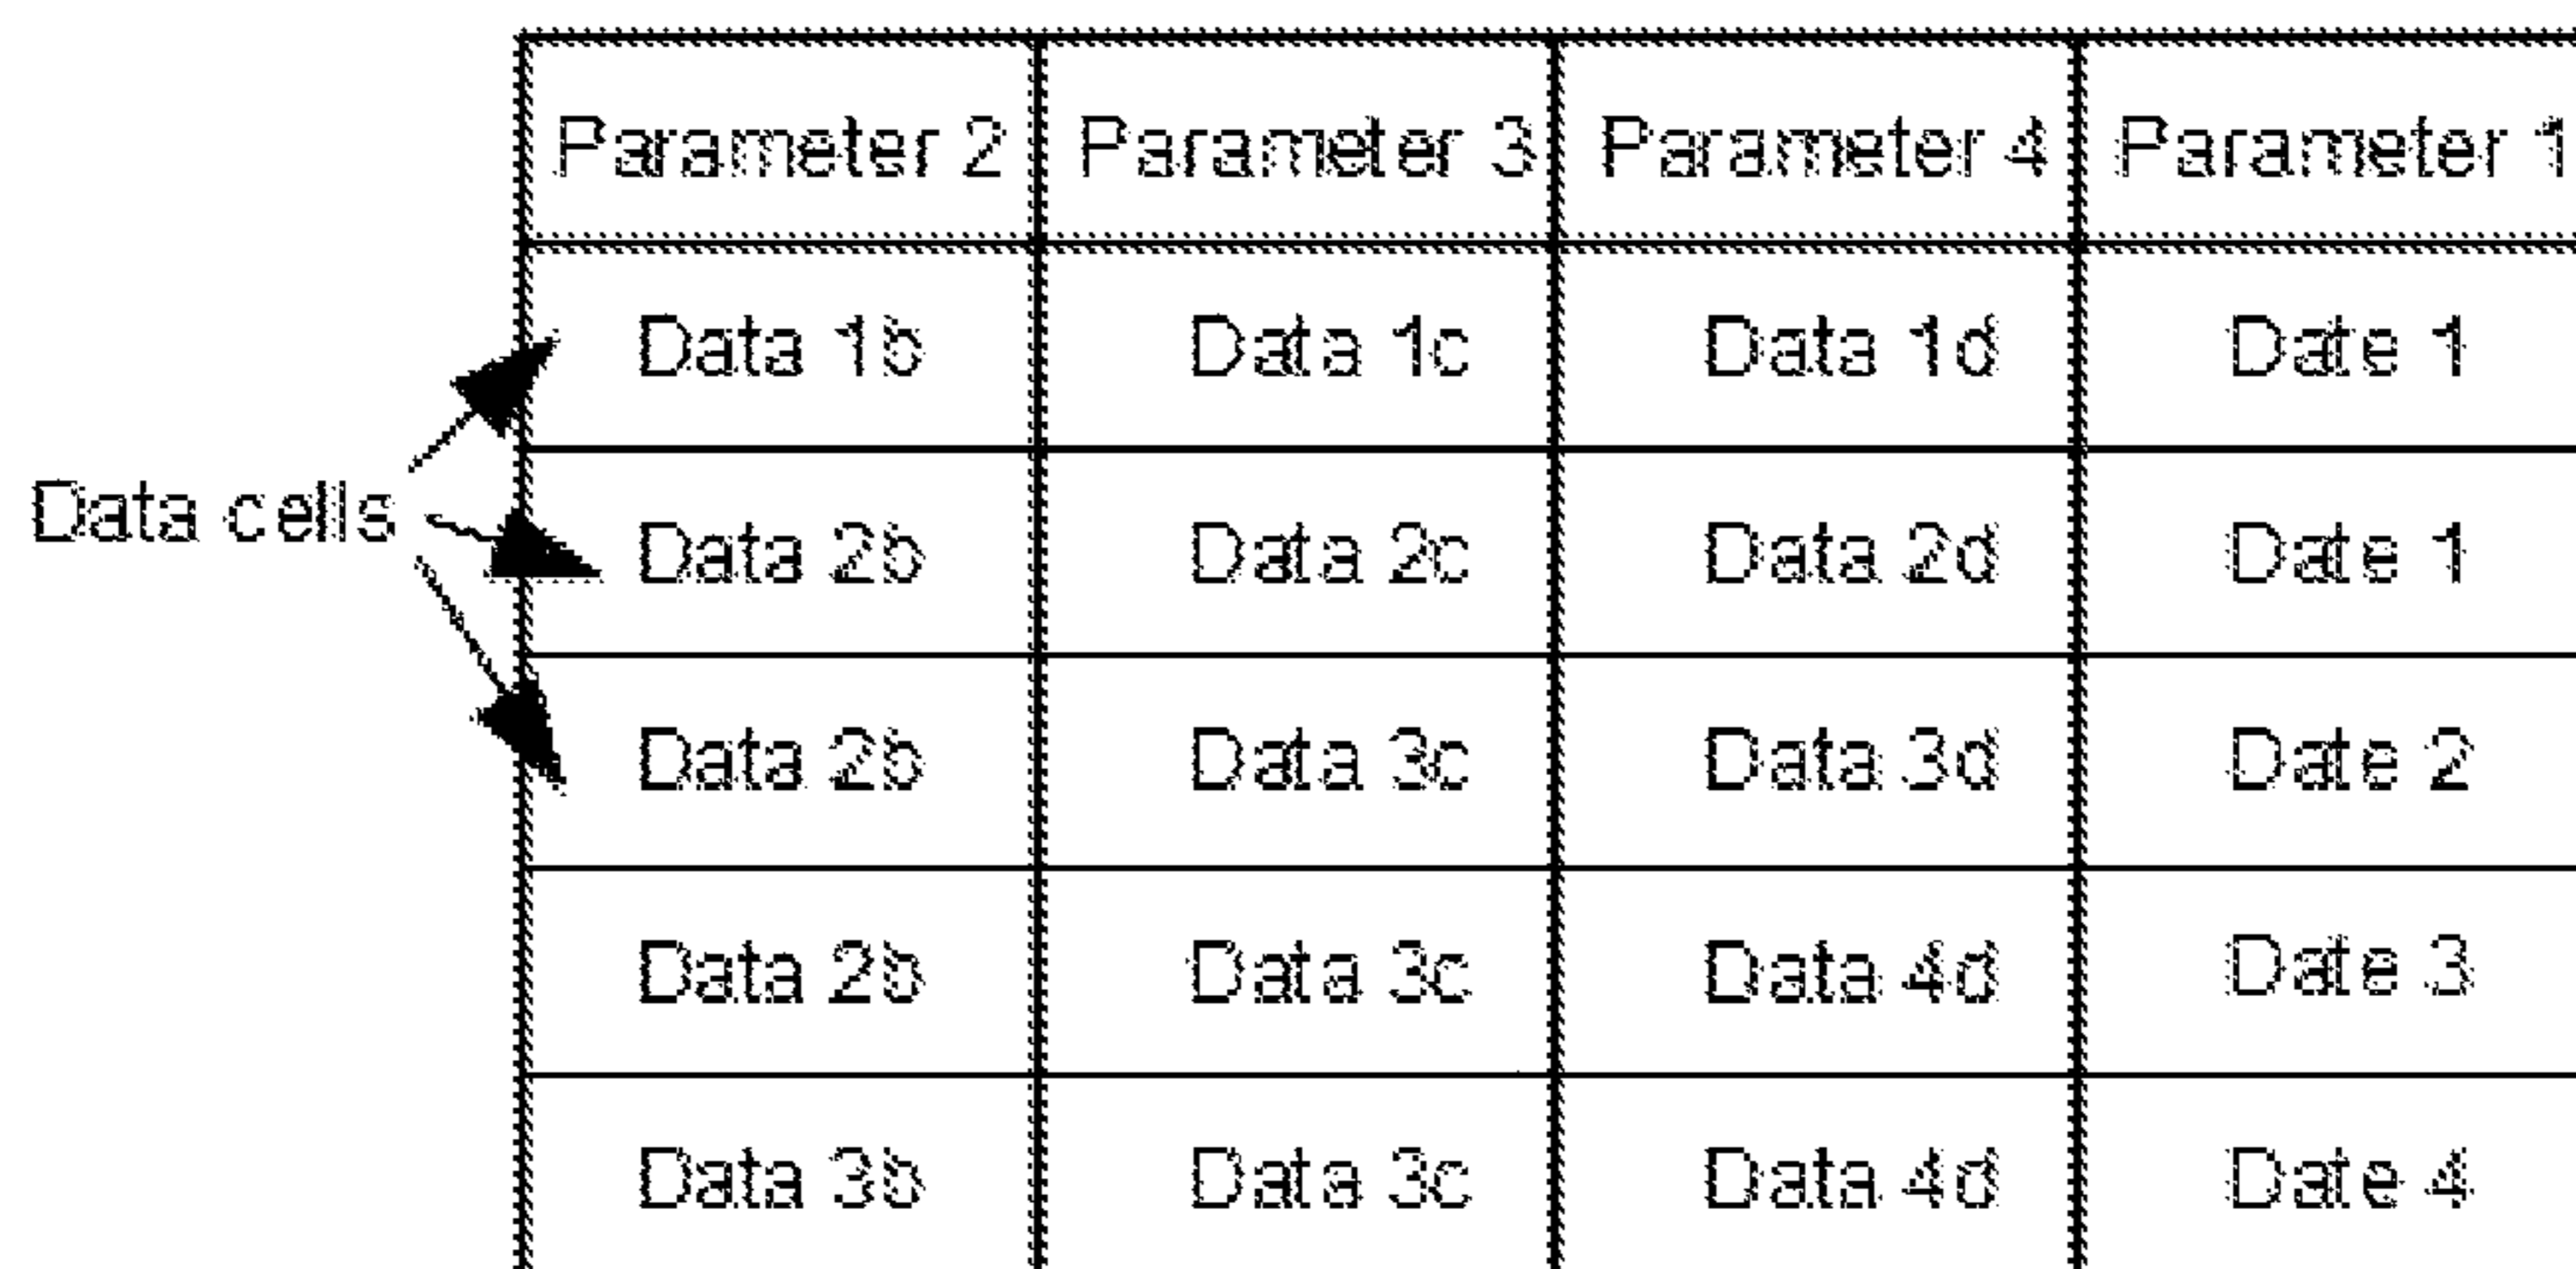 Parameter 2 Parameter 3 Parameter 4 Parameter 1
Data 1b Data 1c Data 1d Date 1
Data cells
Data 2b Data 2c Data 2d Date 1
Data 2b Data 3c Data 3d Date 2
Data 2b Data 3c Data 4d Date 3
Data 3b Data 3c Data 4d Date 4